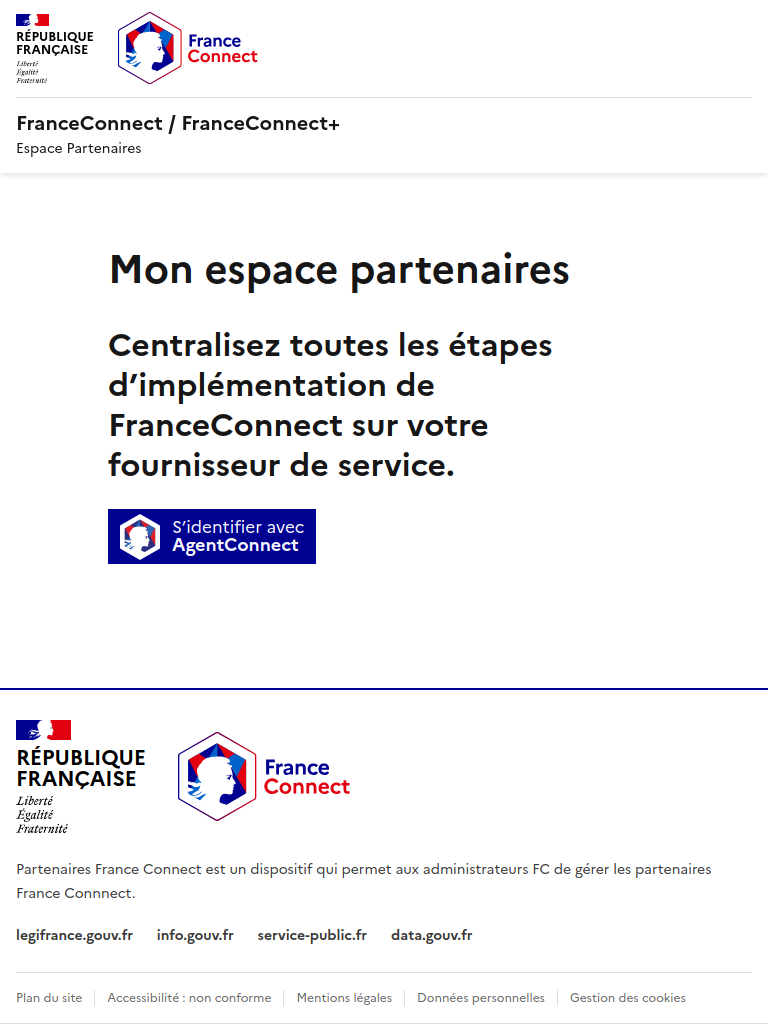 RÉPUBLIQUE
FRANÇAISE
Liberté
Égalité
Fraternité
France
Connect
FranceConnect / FranceConnect+
Espace Partenaires
Mon espace partenaires
Centralisez toutes les étapes
d’implémentation de
FranceConnect sur votre
fournisseur de service.
S’identifier avec
AgentConnect
RÉPUBLIQUE
FRANÇAISE
Liberté
Égalité
Fraternité
France
Connect
Partenaires France Connect est un dispositif qui permet aux administrateurs FC de gérer les partenaires
France Connnect.
legifrance.gouv.fr info.gouv.fr service-public.fr data.gouv.fr
Plan du site Accessibilité : non conforme Mentions légales Données personnelles Gestion des cookies